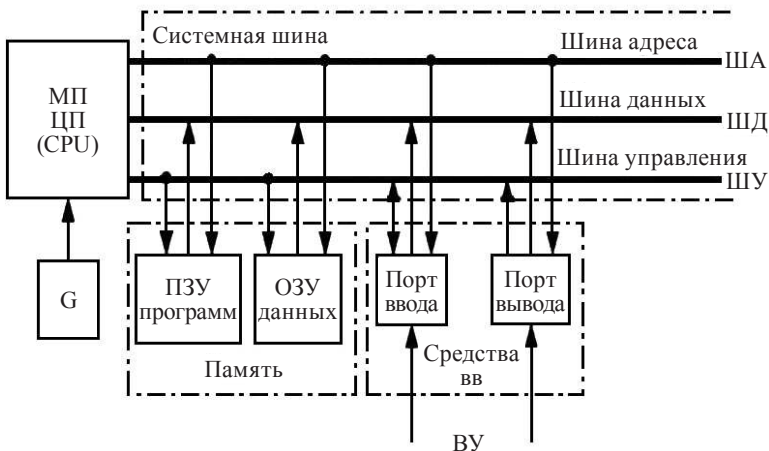 Системная шина
Шина адреса
ША
МП
ЦП
(CPU)
Шина данных
ШД
Шина управления
ШУ
G
ПЗУ
программ
ОЗУ
данных
Порт
ввода
Порт
вывода
Память
Средства
вв
ВУ